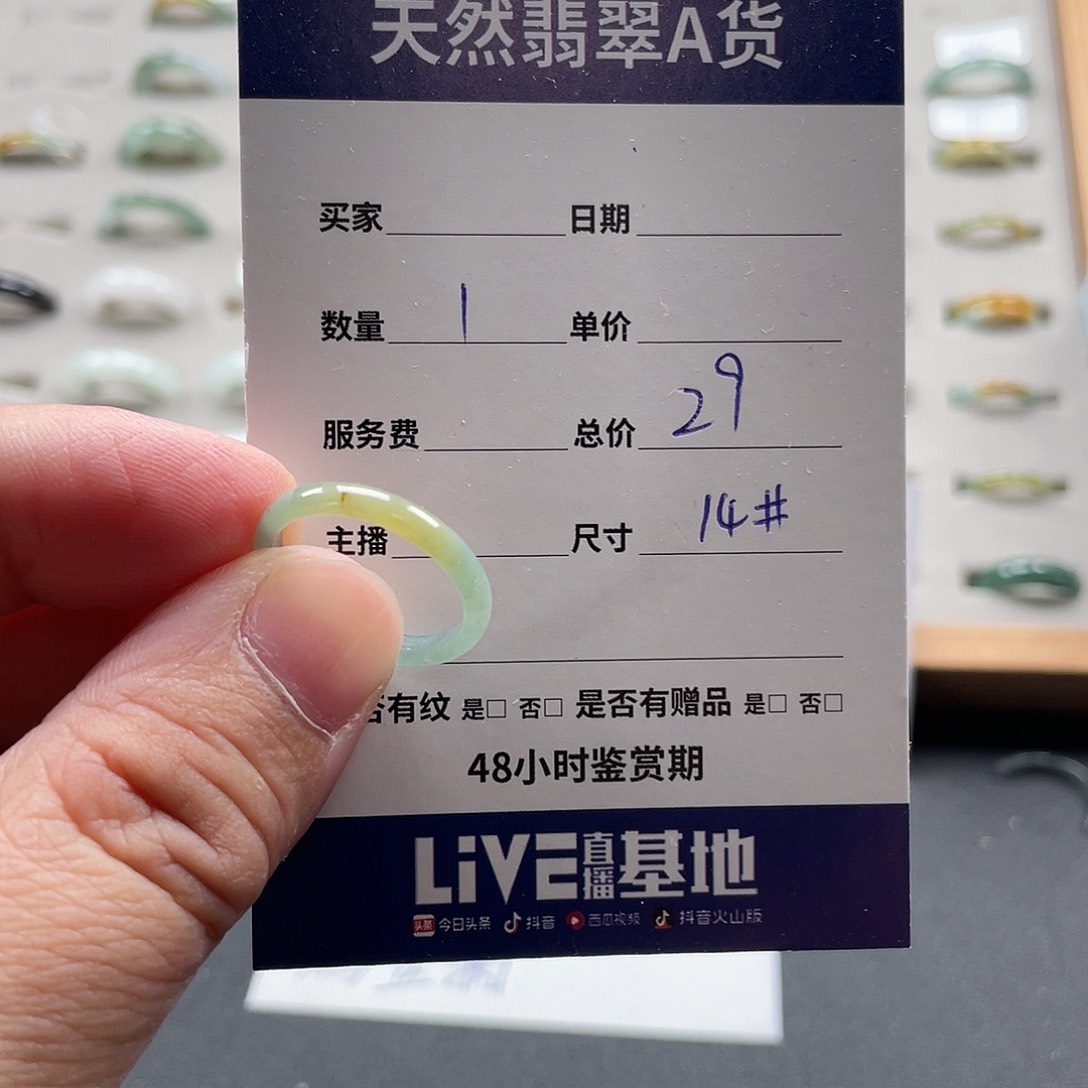 天然翡翠A货
买家 日期
数量 1 单价
服务费 总价 29
主播 尺寸 14#
否有纹 是□ 否□ 是否有赠品 是□ 否□
48小时鉴赏期
LiVE直播基地
头条 今日头条 抖音 西瓜视频 抖音火山版